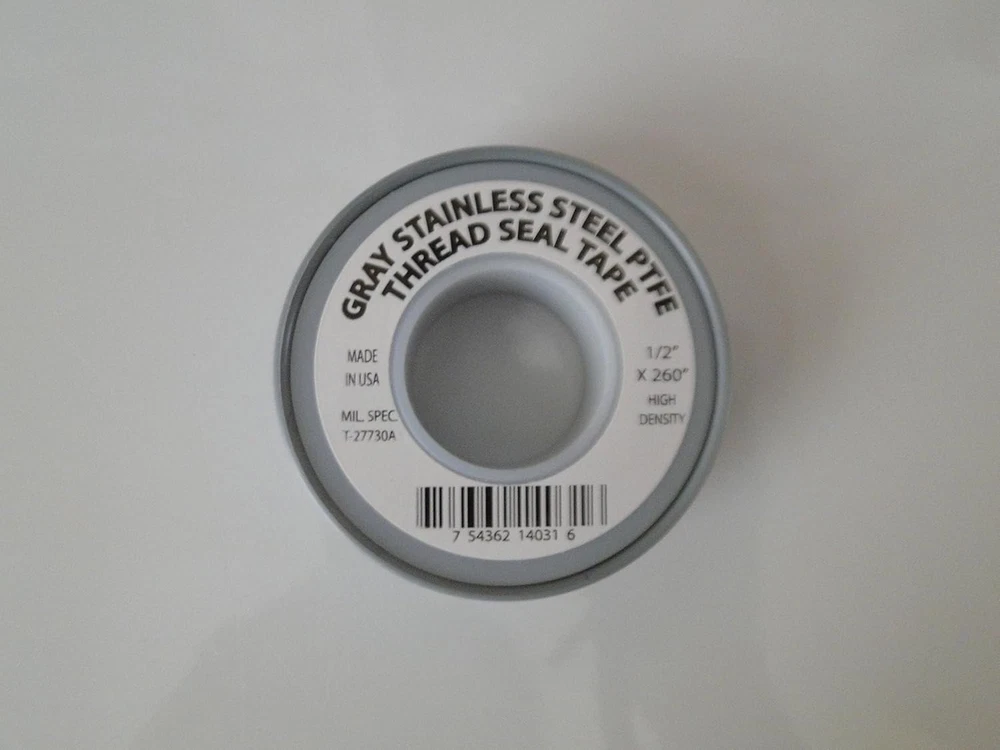 GRAY STAINLESS STEEL PTFE
THREAD SEAL TAPE
MADE
IN USA
MIL. SPEC.
T-27730A
1/2"
X 260"
HIGH
DENSITY
7 54362 14031 6